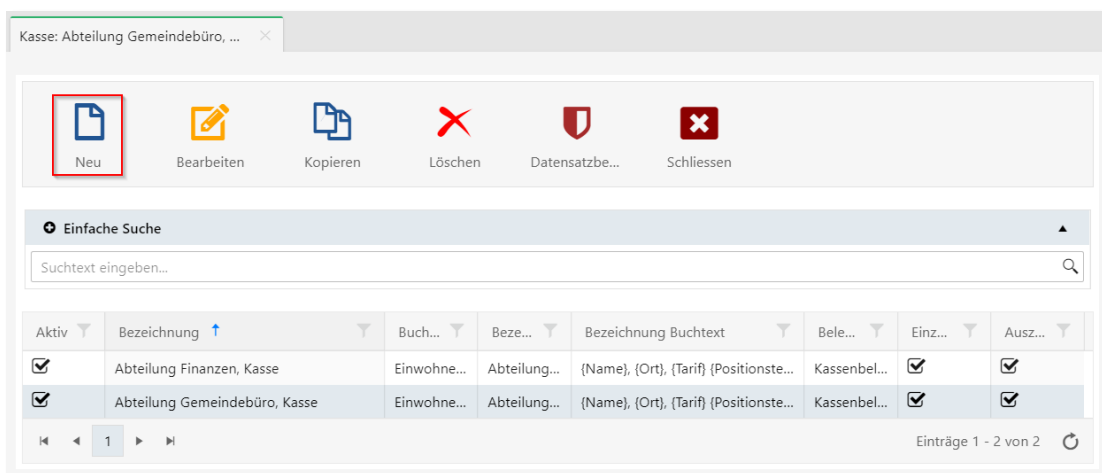 Kasse: Abteilung Gemeindebüro, ...
Neu Bearbeiten Kopieren Löschen Datensatzbe... Schliessen
Einfache Suche
Suchtext eingeben...
Aktiv Bezeichnung Buch... Beze... Bezeichnung Buchtext Bele... Einz... Ausz...
Abteilung Finanzen, Kasse Einwohne... Abteilung... {Name}, {Ort}, {Tarif} {Positionste... Kassenbel...
Abteilung Gemeindebüro, Kasse Einwohne... Abteilung... {Name}, {Ort}, {Tarif} {Positionste... Kassenbel...
1 Einträge 1 - 2 von 2